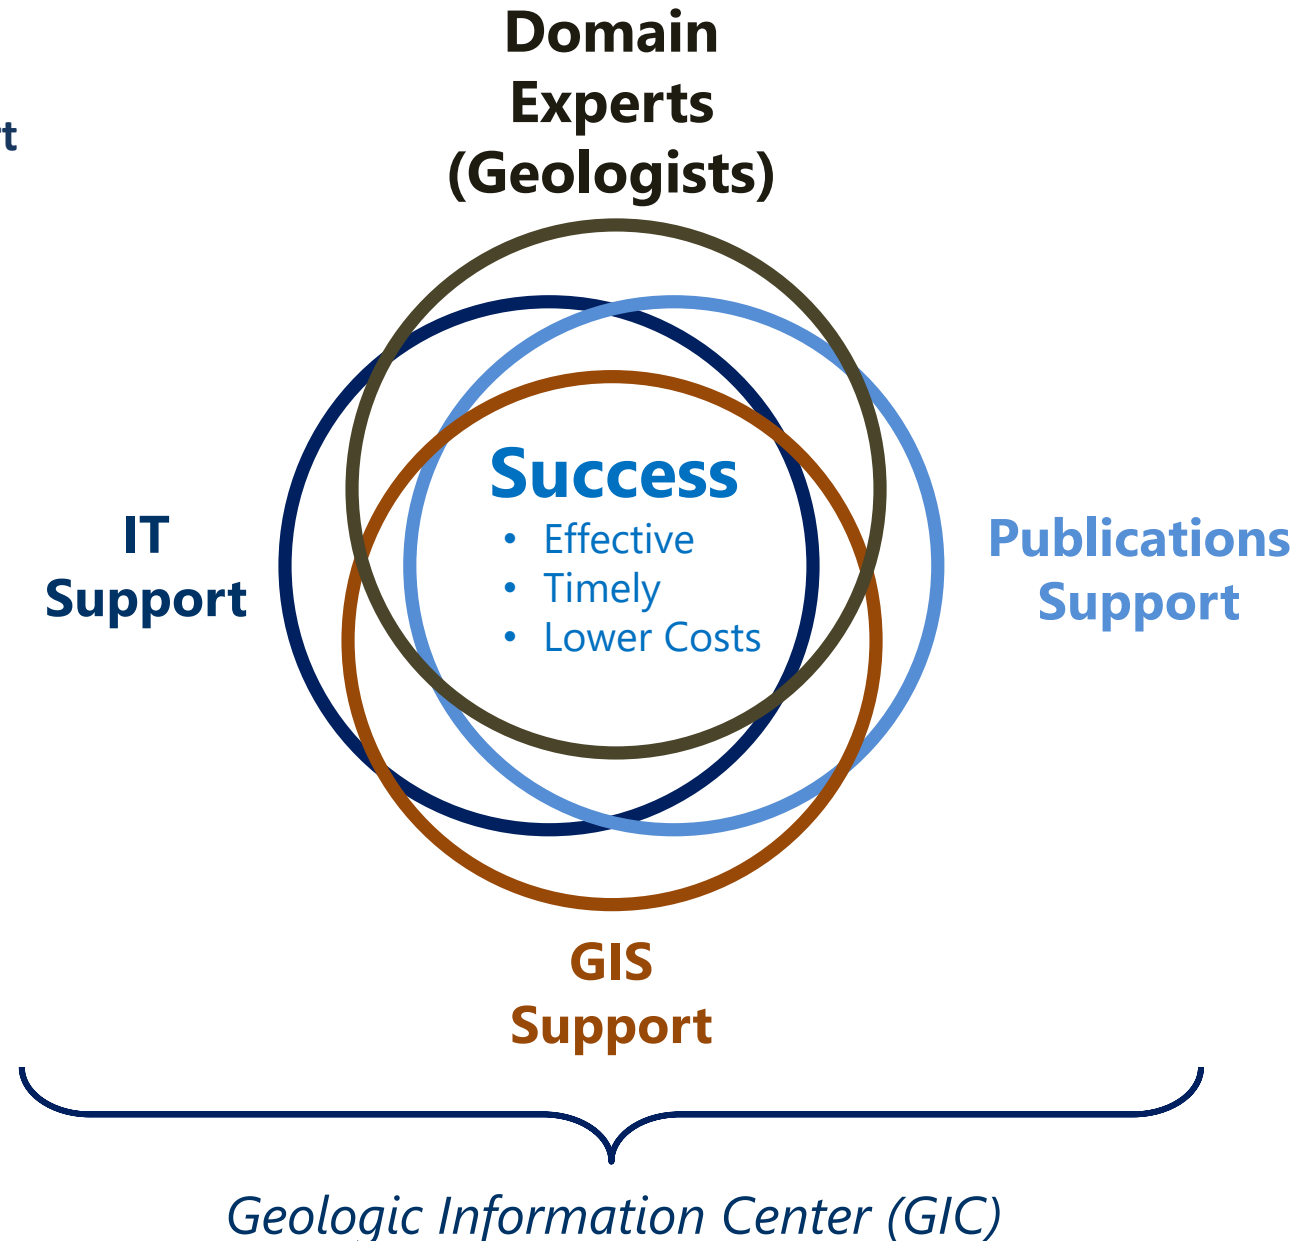 Domain
Experts
(Geologists)
Success
• Effective
• Timely
• Lower Costs
IT
Support
Publications
Support
GIS
Support
Geologic Information Center (GIC)